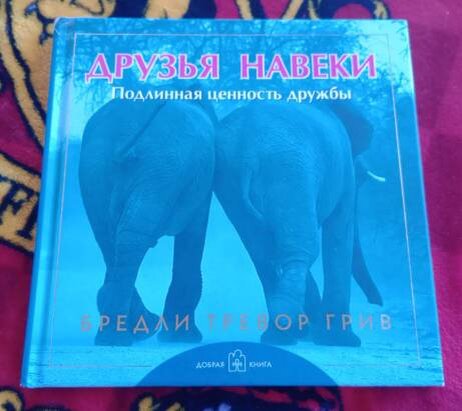 ДРУЗЬЯ НАВЕКИ
Подлинная ценность дружбы
БРЕДЛИ ТРЕВОР ГРИВ
ДОБРАЯ КНИГА